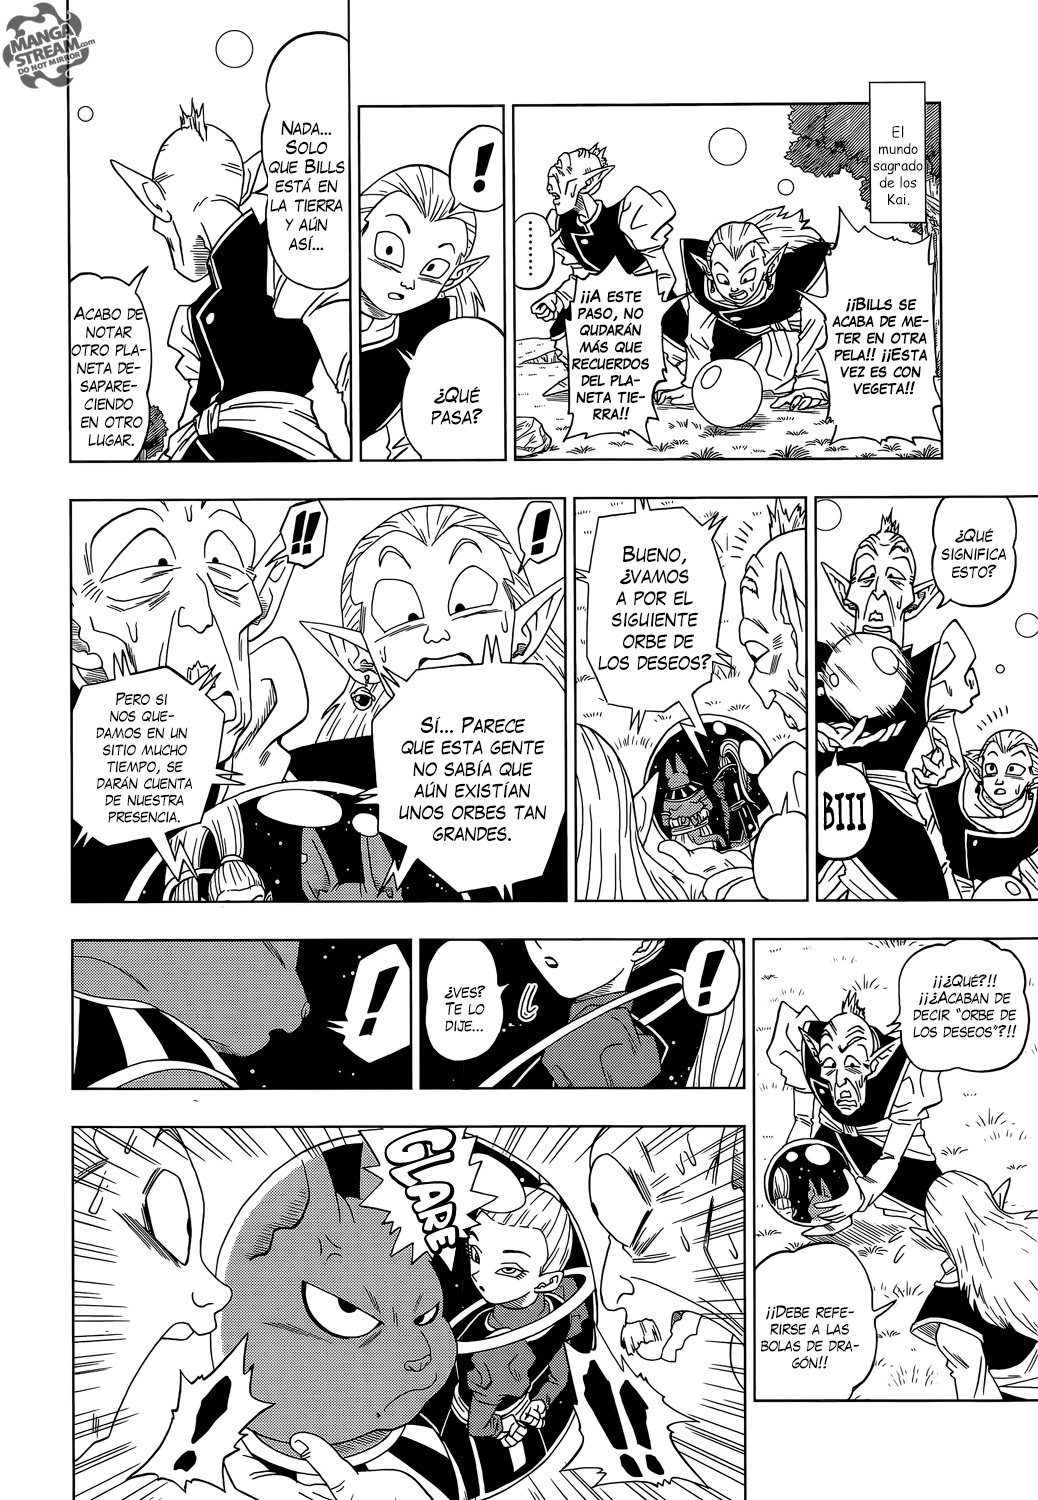 MANGA
STREAM.com
DO NOT MIRROR
El
mundo
sagrado
de los
Kai.
¡¡BILLS SE
ACABA DE ME-
TER EN OTRA
PELA!! ¡¡ESTA
VEZ ES CON
VEGETA!!
¡¡A ESTE
PASO, NO
QUDARÁN
MÁS QUE
RECUERDOS
DEL PLA-
NETA TIE-
RRA!!
.........
!
¿QUÉ
PASA?
NADA...
SOLO
QUE BILLS
ESTÁ EN
LA TIERRA
Y AÚN
ASÍ...
ACABO DE
NOTAR
OTRO PLA-
NETA DE-
SAPARE-
CIENDO
EN OTRO
LUGAR.
¿QUÉ
SIGNIFICA
ESTO?
BIII
BUENO,
¿VAMOS
A POR EL
SIGUIENTE
ORBE DE
LOS DESEOS?
!
SÍ... PARECE
QUE ESTA GENTE
NO SABÍA QUE
AÚN EXISTÍAN
UNOS ORBES TAN
GRANDES.
!!
PERO SI
NOS QUE-
DAMOS EN UN
SITIO MUCHO
TIEMPO, SE
DARÁN CUENTA
DE NUESTRA
PRESENCIA.
¡¡¿QUÉ?!!
¡¡¿ACABAN DE
DECIR "ORBE DE
LOS DESEOS"?!!
¡¡DEBE REFE-
RIRSE A LAS
BOLAS DE DRA-
GÓN!!
!
¿VES?
TE LO
DIJE...
!
GLARE
!!
!!